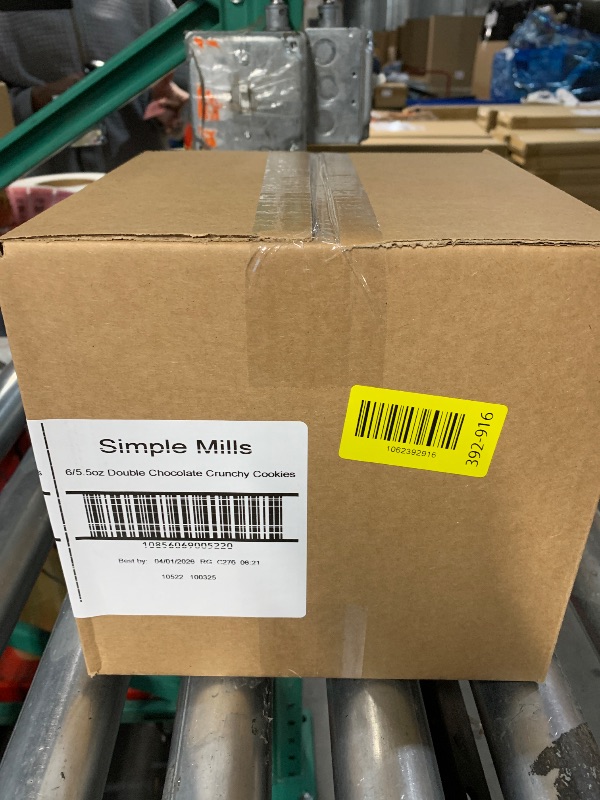 Simple Mills
6/5.5oz Double Chocolate Crunchy Cookies
10856069005220
Best by: 04/01/2026 RG C276 06:21
10522 100325
1062392916
392-916